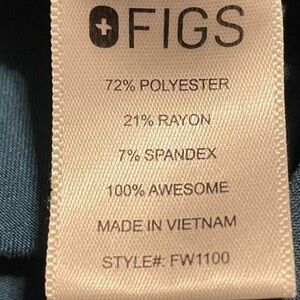 FIGS
72% POLYESTER
21% RAYON
7% SPANDEX
100% AWESOME
MADE IN VIETNAM
STYLE#: FW1100